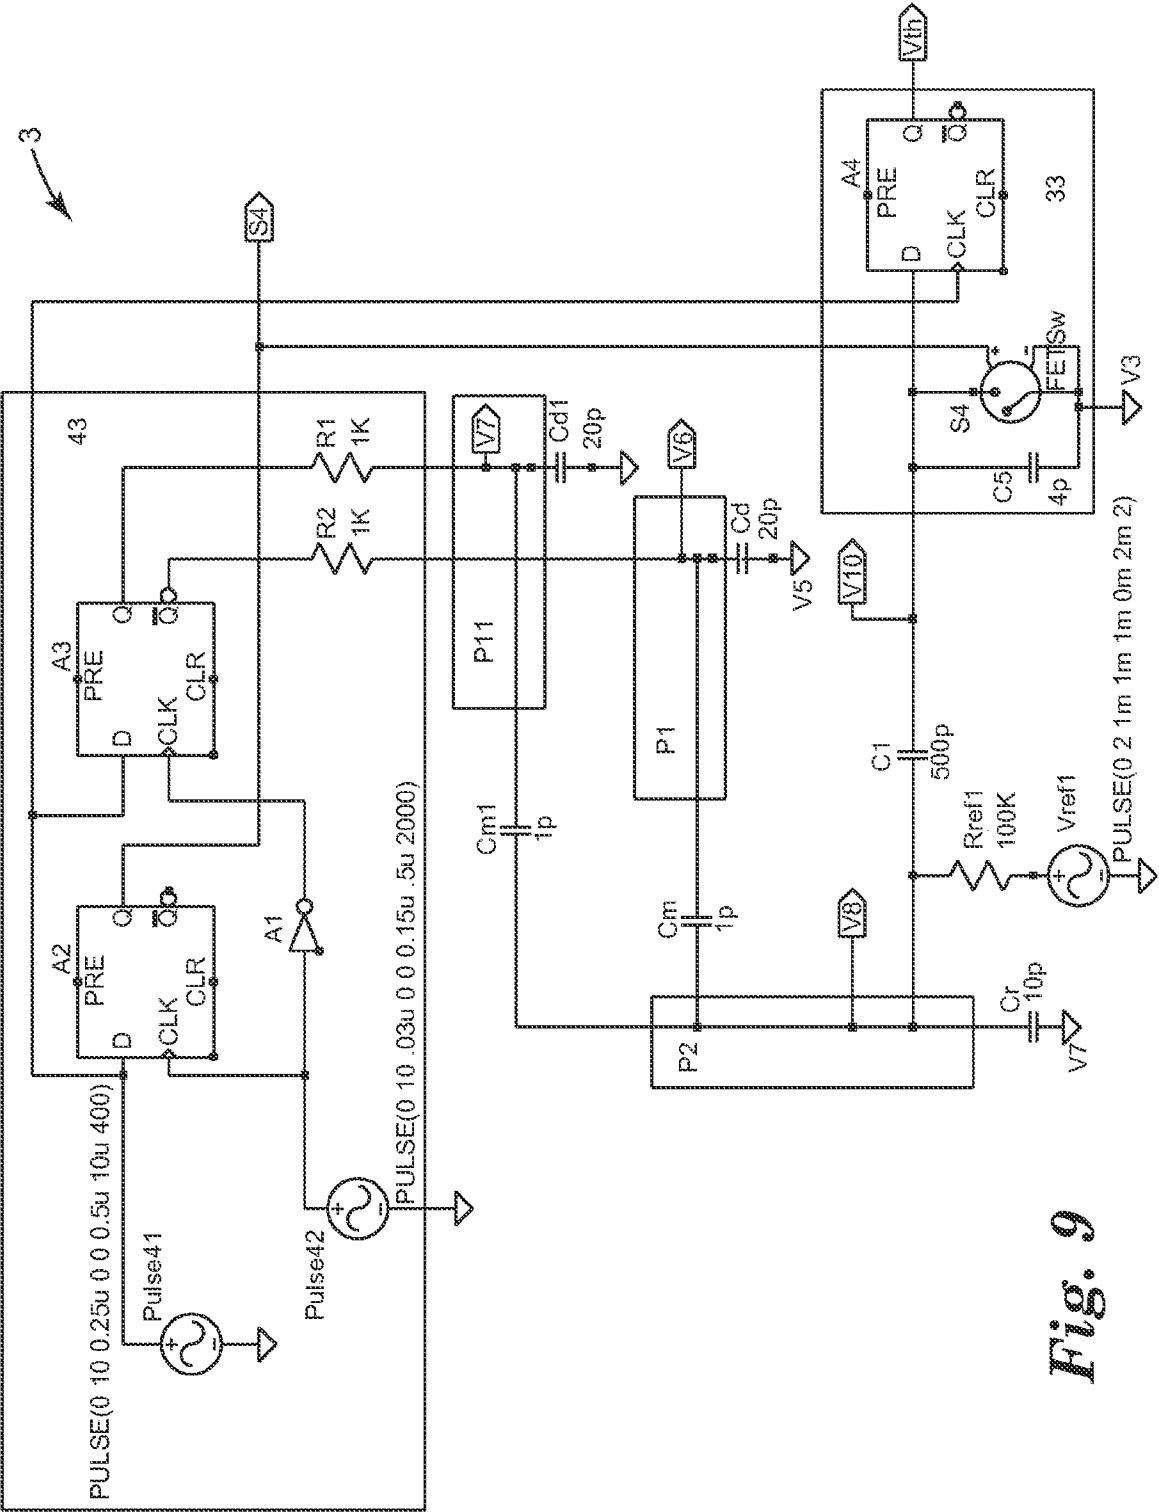 3
43
PULSE(0 10 0.25u 0 0 0.5u 10u 400)
Pulse41
A2
PRE
D
Q
CLK
Q
CLR
A3
PRE
D
Q
CLK
Q
CLR
A1
Pulse42
PULSE(0 10 .03u 0 0 0.15u .5u 2000)
S4
R2
1K
R1
1K
P11
V7
Cd1
20p
Cm1
1p
P1
V6
Cd
20p
V5
Cm
1p
P2
V8
Cr
10p
V7
C1
500p
V10
Rref1
100K
Vref1
PULSE(0 2 1m 1m 1m 0m 2m 2)
C5
4p
S4
FETSw
+
-
V3
A4
PRE
D
Q
CLK
Q
CLR
33
Vth
Fig. 9